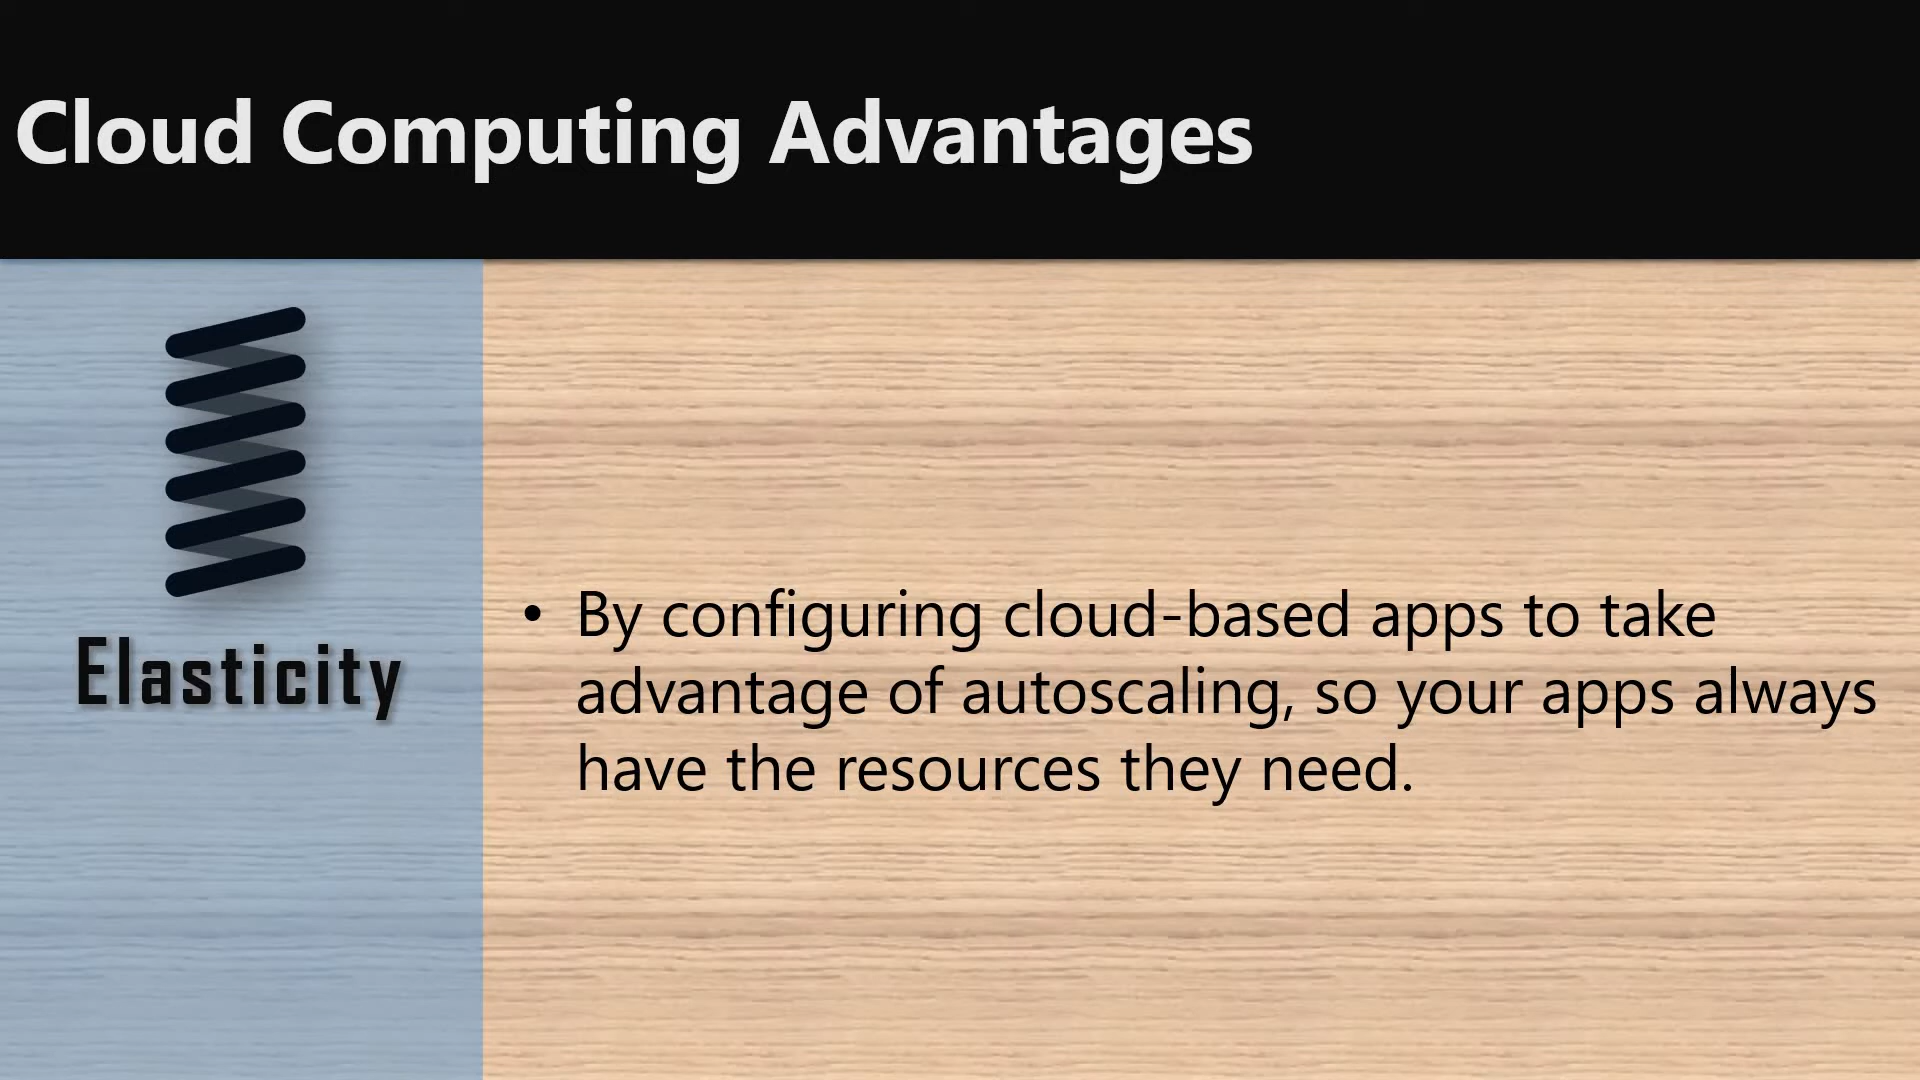 Cloud Computing Advantages
Elasticity
• By configuring cloud-based apps to take
advantage of autoscaling, so your apps always
have the resources they need.